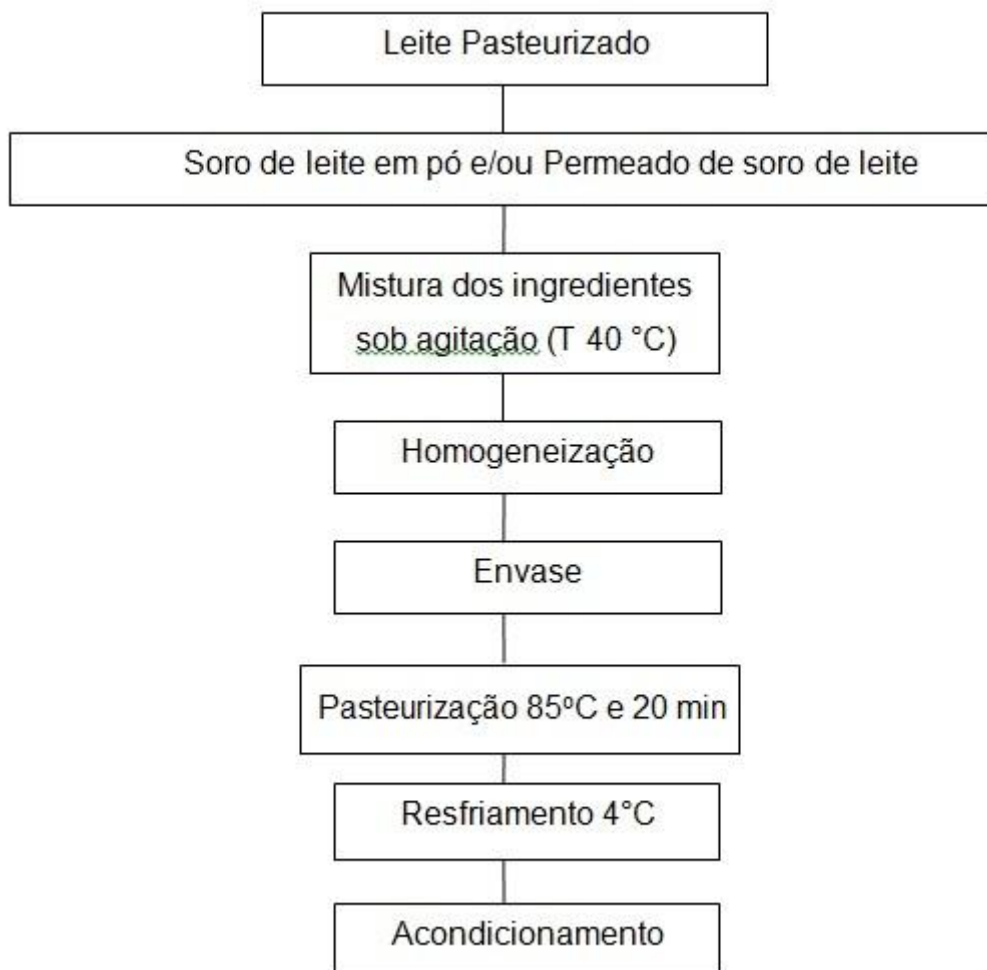 Leite Pasteurizado
Soro de leite em pó e/ou Permeado de soro de leite
Mistura dos ingredientes
sob agitação (T 40 °C)
Homogeneização
Envase
Pasteurização 85ºC e 20 min
Resfriamento 4°C
Acondicionamento